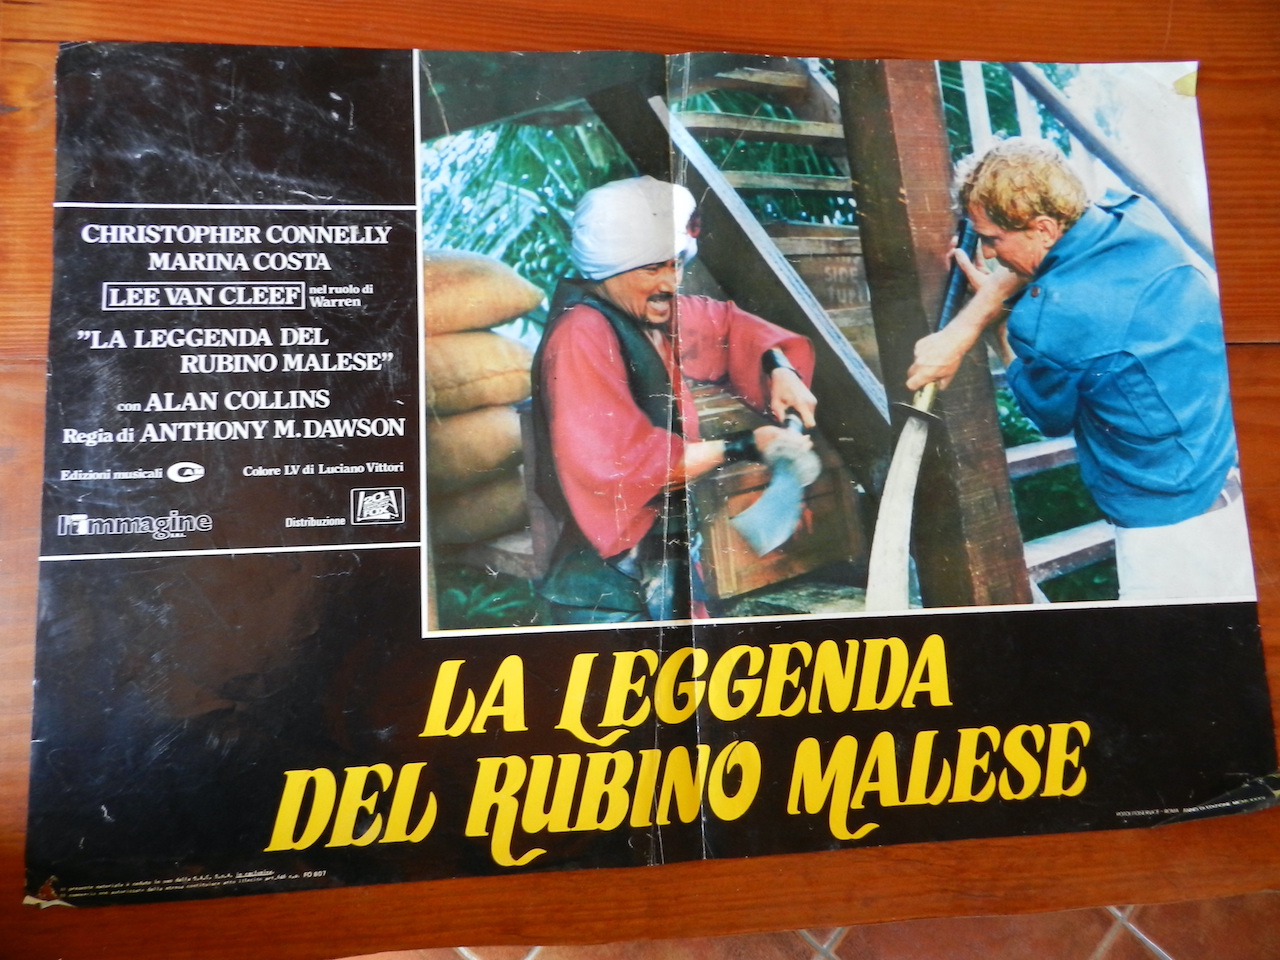 CHRISTOPHER CONNELLY
MARINA COSTA
LEE VAN CLEEF nel ruolo di Warren
"LA LEGGENDA DEL
RUBINO MALESE"
con ALAN COLLINS
Regia di ANTHONY M. DAWSON
Edizioni musicali CAM
Colore LV di Luciano Vittori
l'immagine S.R.L.
Distribuzione 20th CENTURY FOX
LA LEGGENDA
DEL RUBINO MALESE